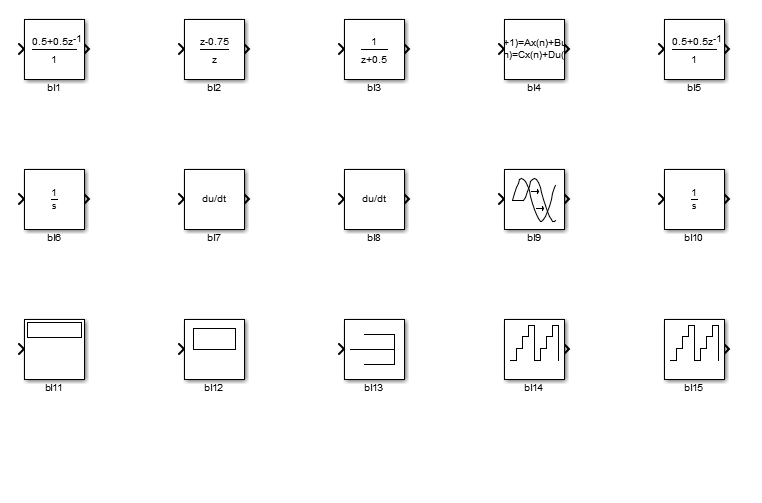 0.5+0.5z-1
1
bl1
z-0.75
z
bl2
1
z+0.5
bl3
+1)=Ax(n)+Bu
n)=Cx(n)+Du(
bl4
0.5+0.5z-1
1
bl5
1
s
bl6
du/dt
bl7
du/dt
bl8
bl9
1
s
bl10
bl11
bl12
bl13
bl14
bl15